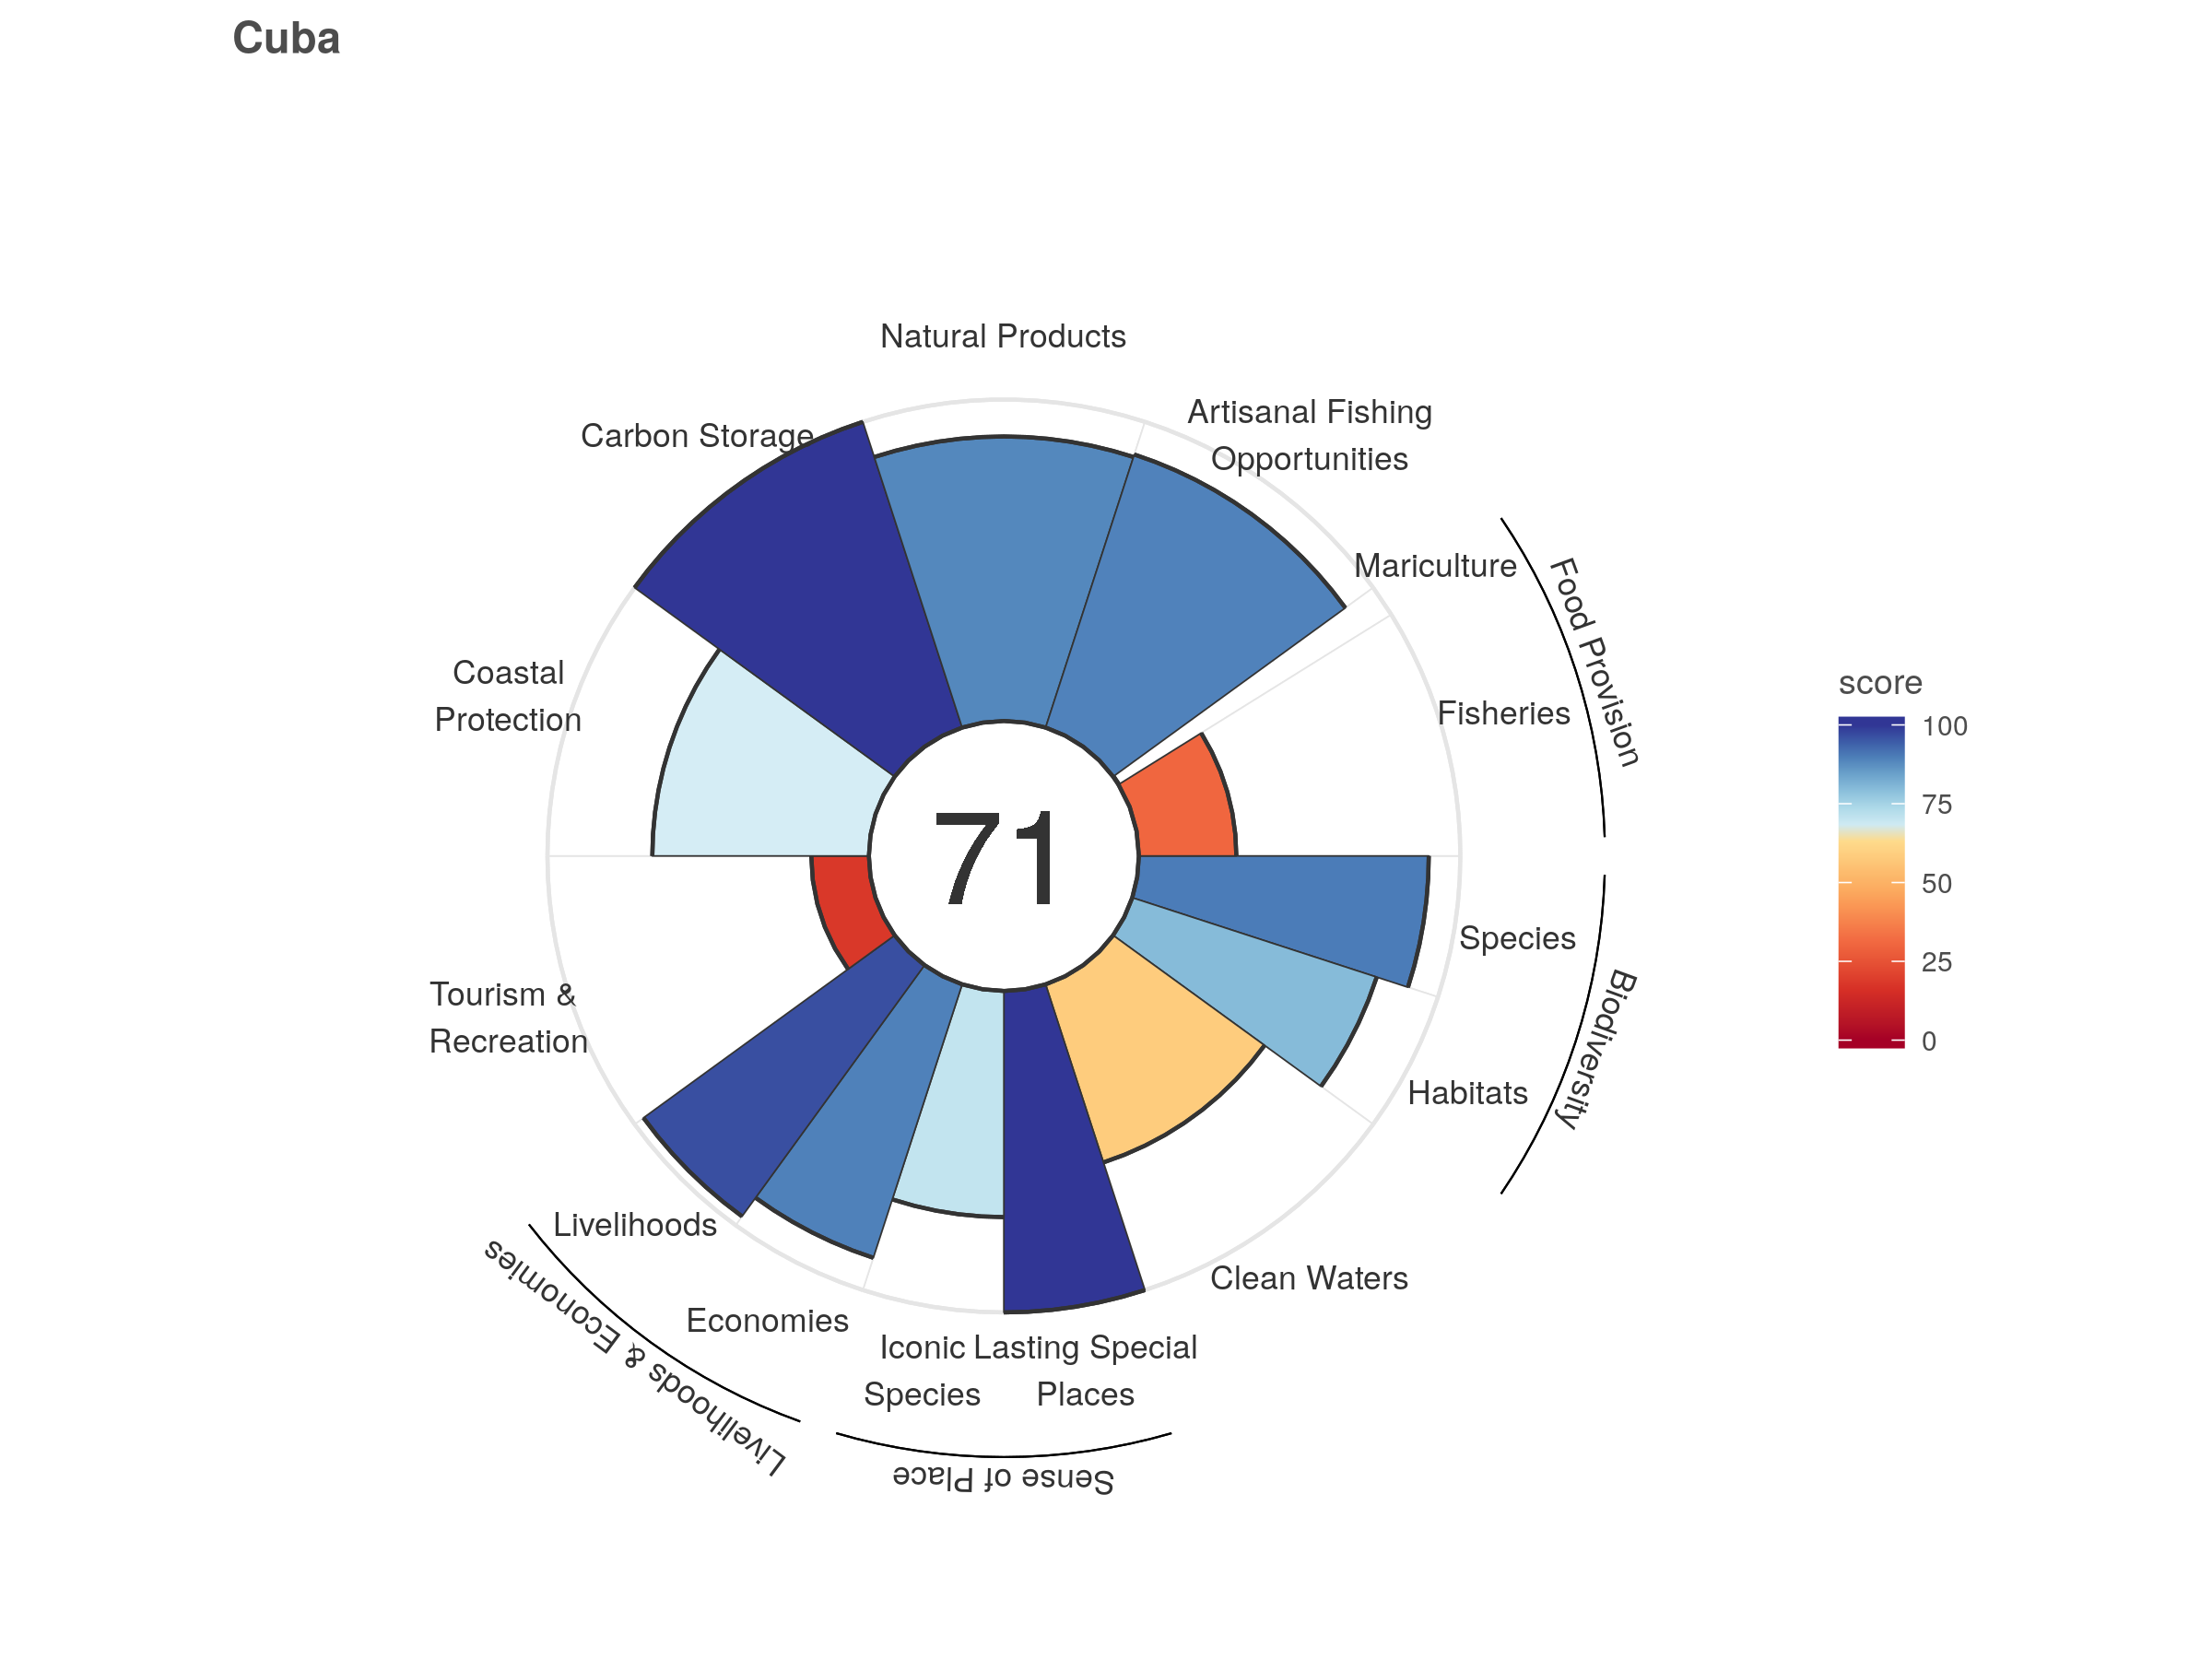 Cuba
Natural Products
Artisanal Fishing
Opportunities
Carbon Storage
Mariculture
Food Provision
Fisheries
Coastal
Protection
score
100
75
50
25
0
71
Species
Biodiversity
Habitats
Tourism &
Recreation
Livelihoods
Livelihoods & Economies
Economies
Clean Waters
Iconic
Species
Lasting Special
Places
Sense of Place